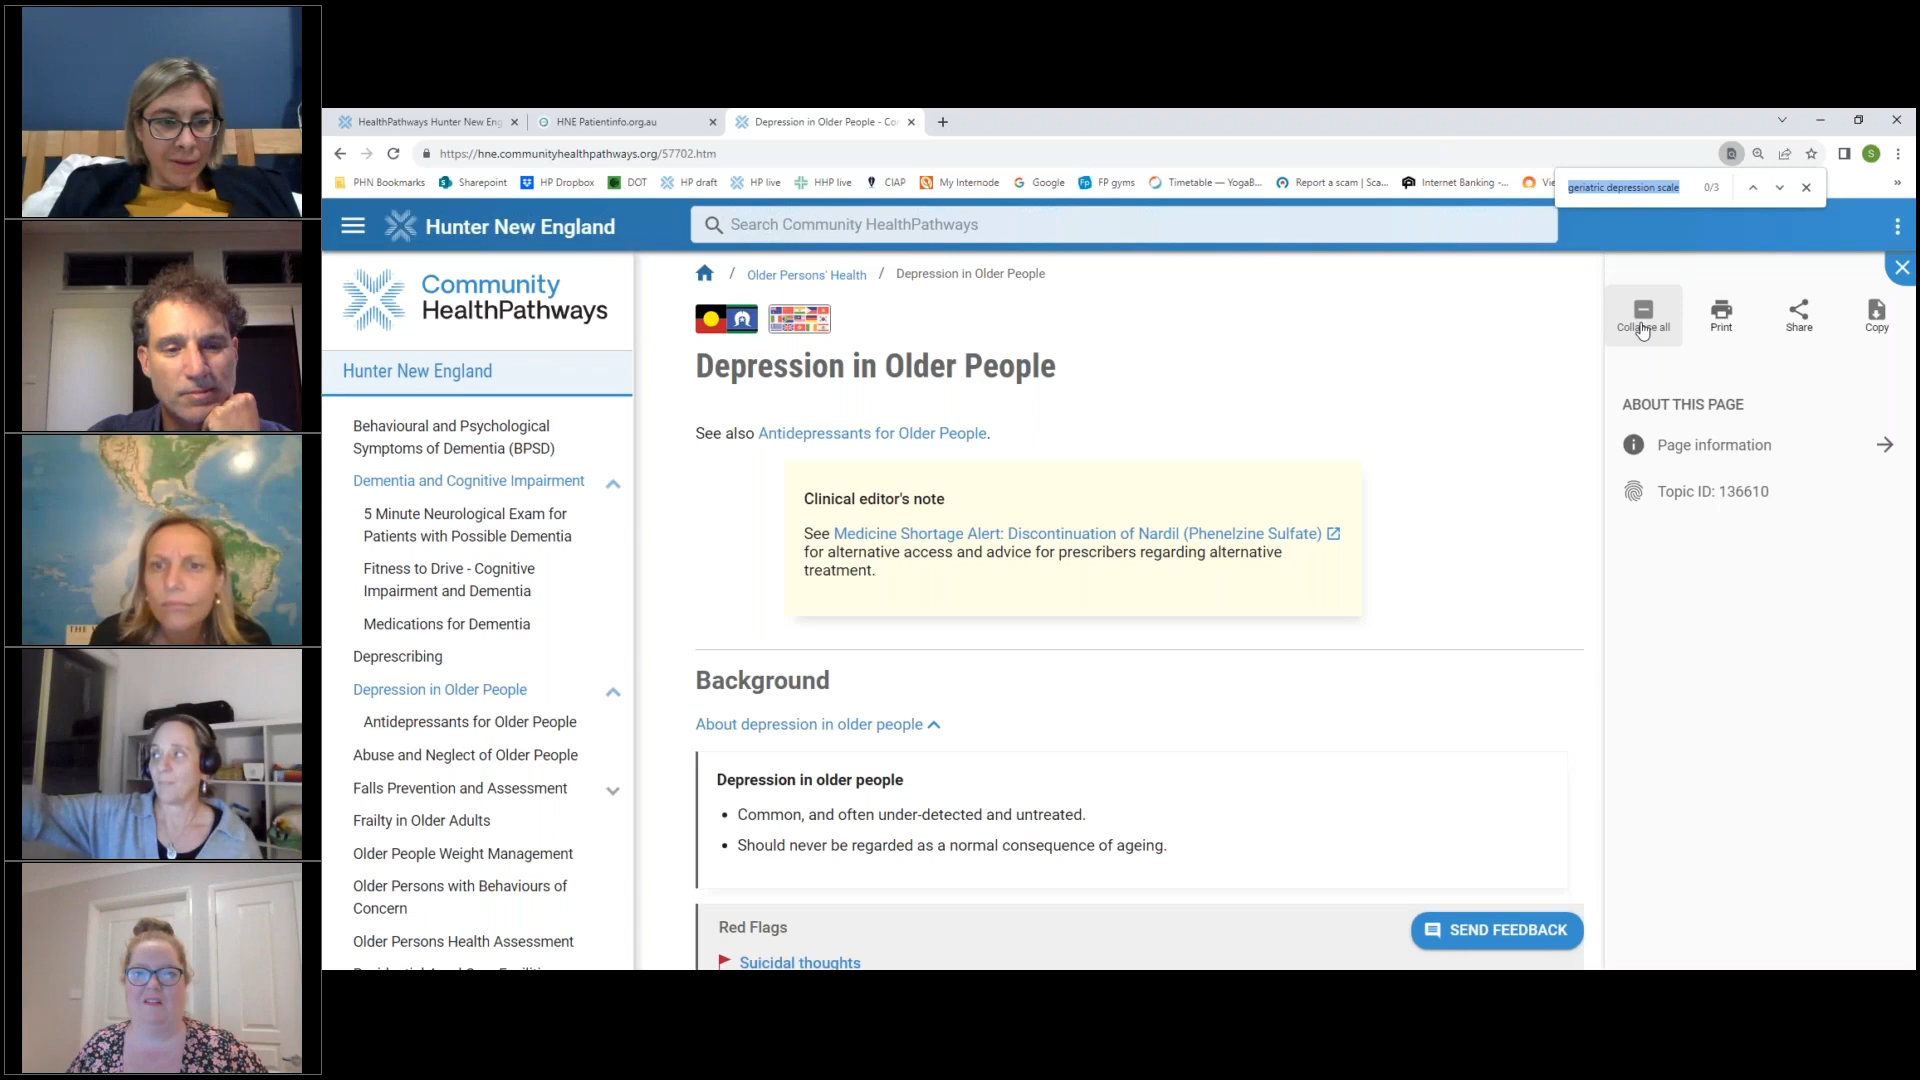 HealthPathways Hunter New Eng
HNE Patientinfo.org.au
Depression in Older People - Co
https://hne.communityhealthpathways.org/57702.htm
S
PHN Bookmarks
Sharepoint
HP Dropbox
DOT
HP draft
HP live
HHP live
CIAP
My Internode
Google
FP gyms
Timetable — YogaB...
Report a scam | Sca...
Internet Banking -...
Vie
geriatric depression scale
0/3
Hunter New England
Search Community HealthPathways
Community
HealthPathways
Hunter New England
Behavioural and Psychological
Symptoms of Dementia (BPSD)
Dementia and Cognitive Impairment
5 Minute Neurological Exam for
Patients with Possible Dementia
Fitness to Drive - Cognitive
Impairment and Dementia
Medications for Dementia
Deprescribing
Depression in Older People
Antidepressants for Older People
Abuse and Neglect of Older People
Falls Prevention and Assessment
Frailty in Older Adults
Older People Weight Management
Older Persons with Behaviours of
Concern
Older Persons Health Assessment
/ Older Persons' Health / Depression in Older People
Depression in Older People
See also Antidepressants for Older People.
Clinical editor's note
See Medicine Shortage Alert: Discontinuation of Nardil (Phenelzine Sulfate)
for alternative access and advice for prescribers regarding alternative
treatment.
Background
About depression in older people
Depression in older people
• Common, and often under-detected and untreated.
• Should never be regarded as a normal consequence of ageing.
Red Flags
Suicidal thoughts
SEND FEEDBACK
Collapse all
Print
Share
Copy
ABOUT THIS PAGE
Page information
Topic ID: 136610